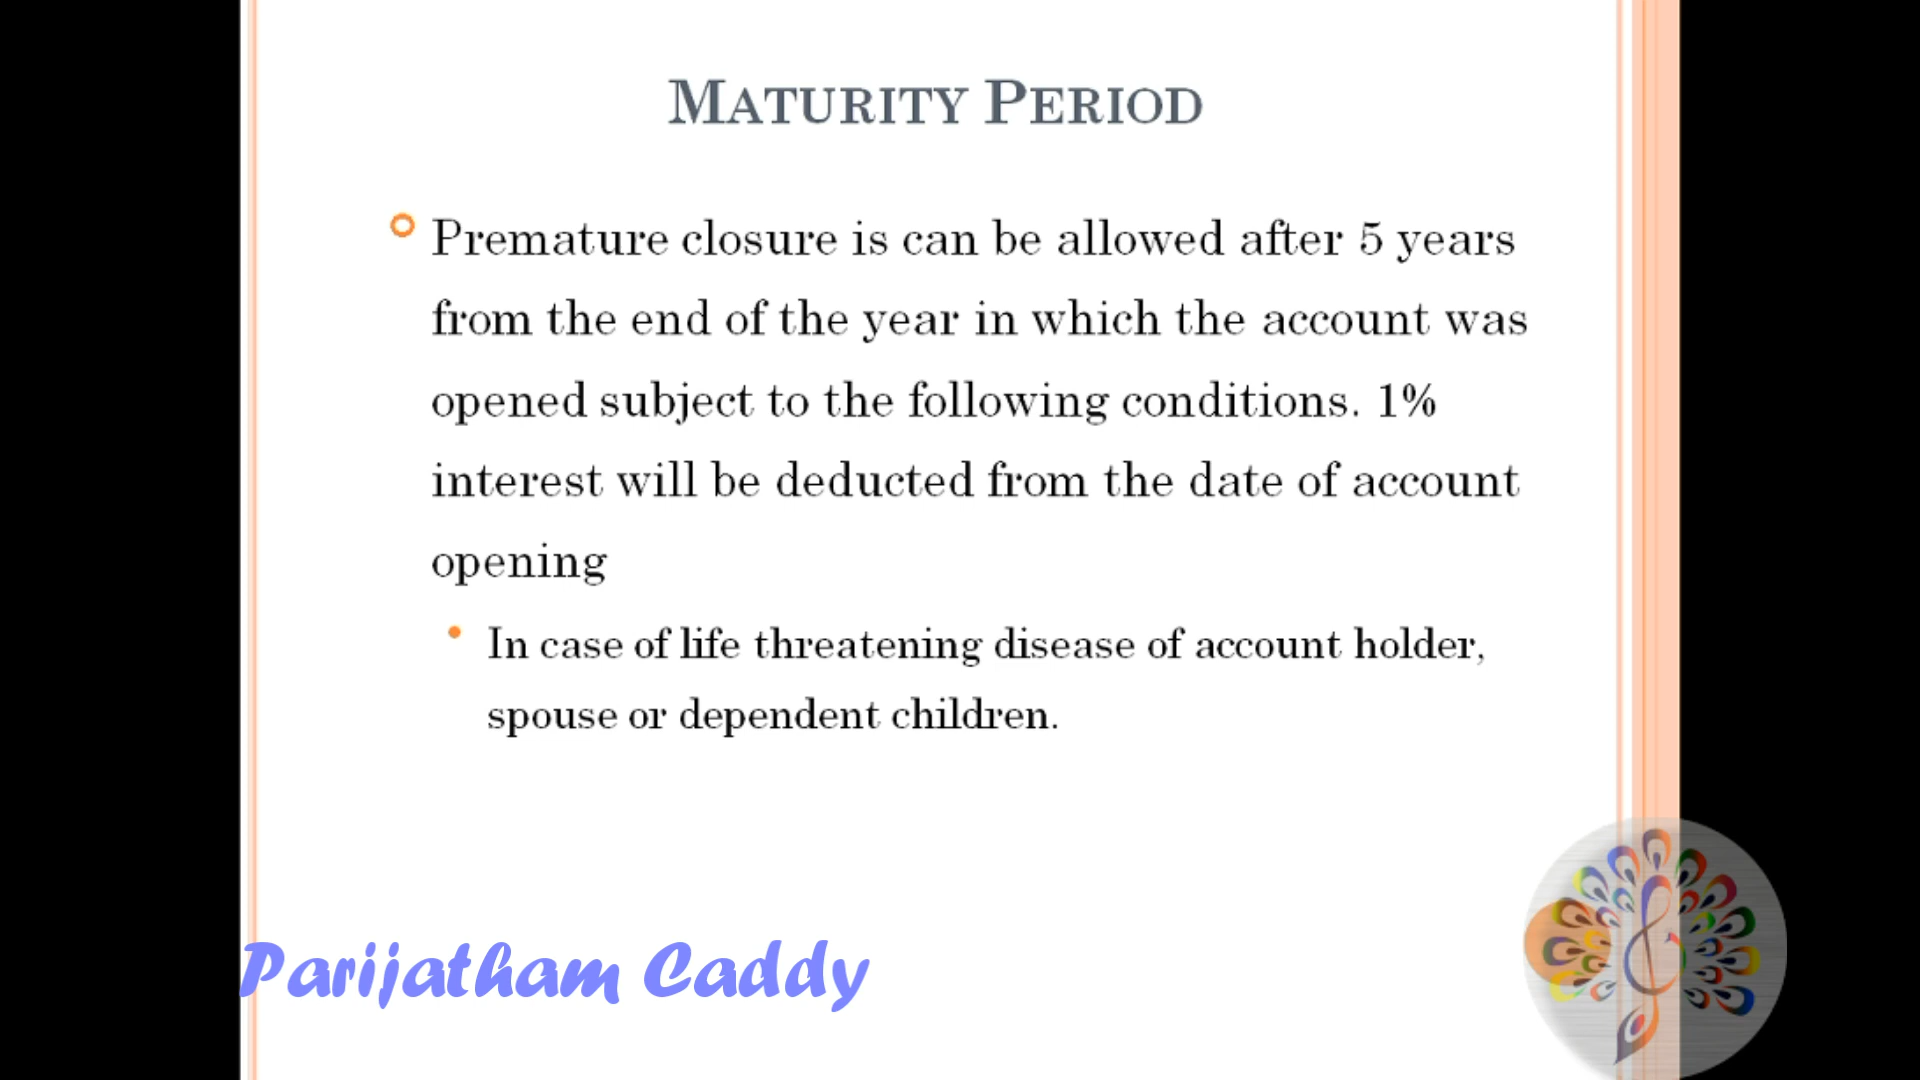 MATURITY PERIOD
Premature closure is can be allowed after 5 years
from the end of the year in which the account was
opened subject to the following conditions. 1%
interest will be deducted from the date of account
opening
In case of life threatening disease of account holder,
spouse or dependent children.
Parijatham Caddy